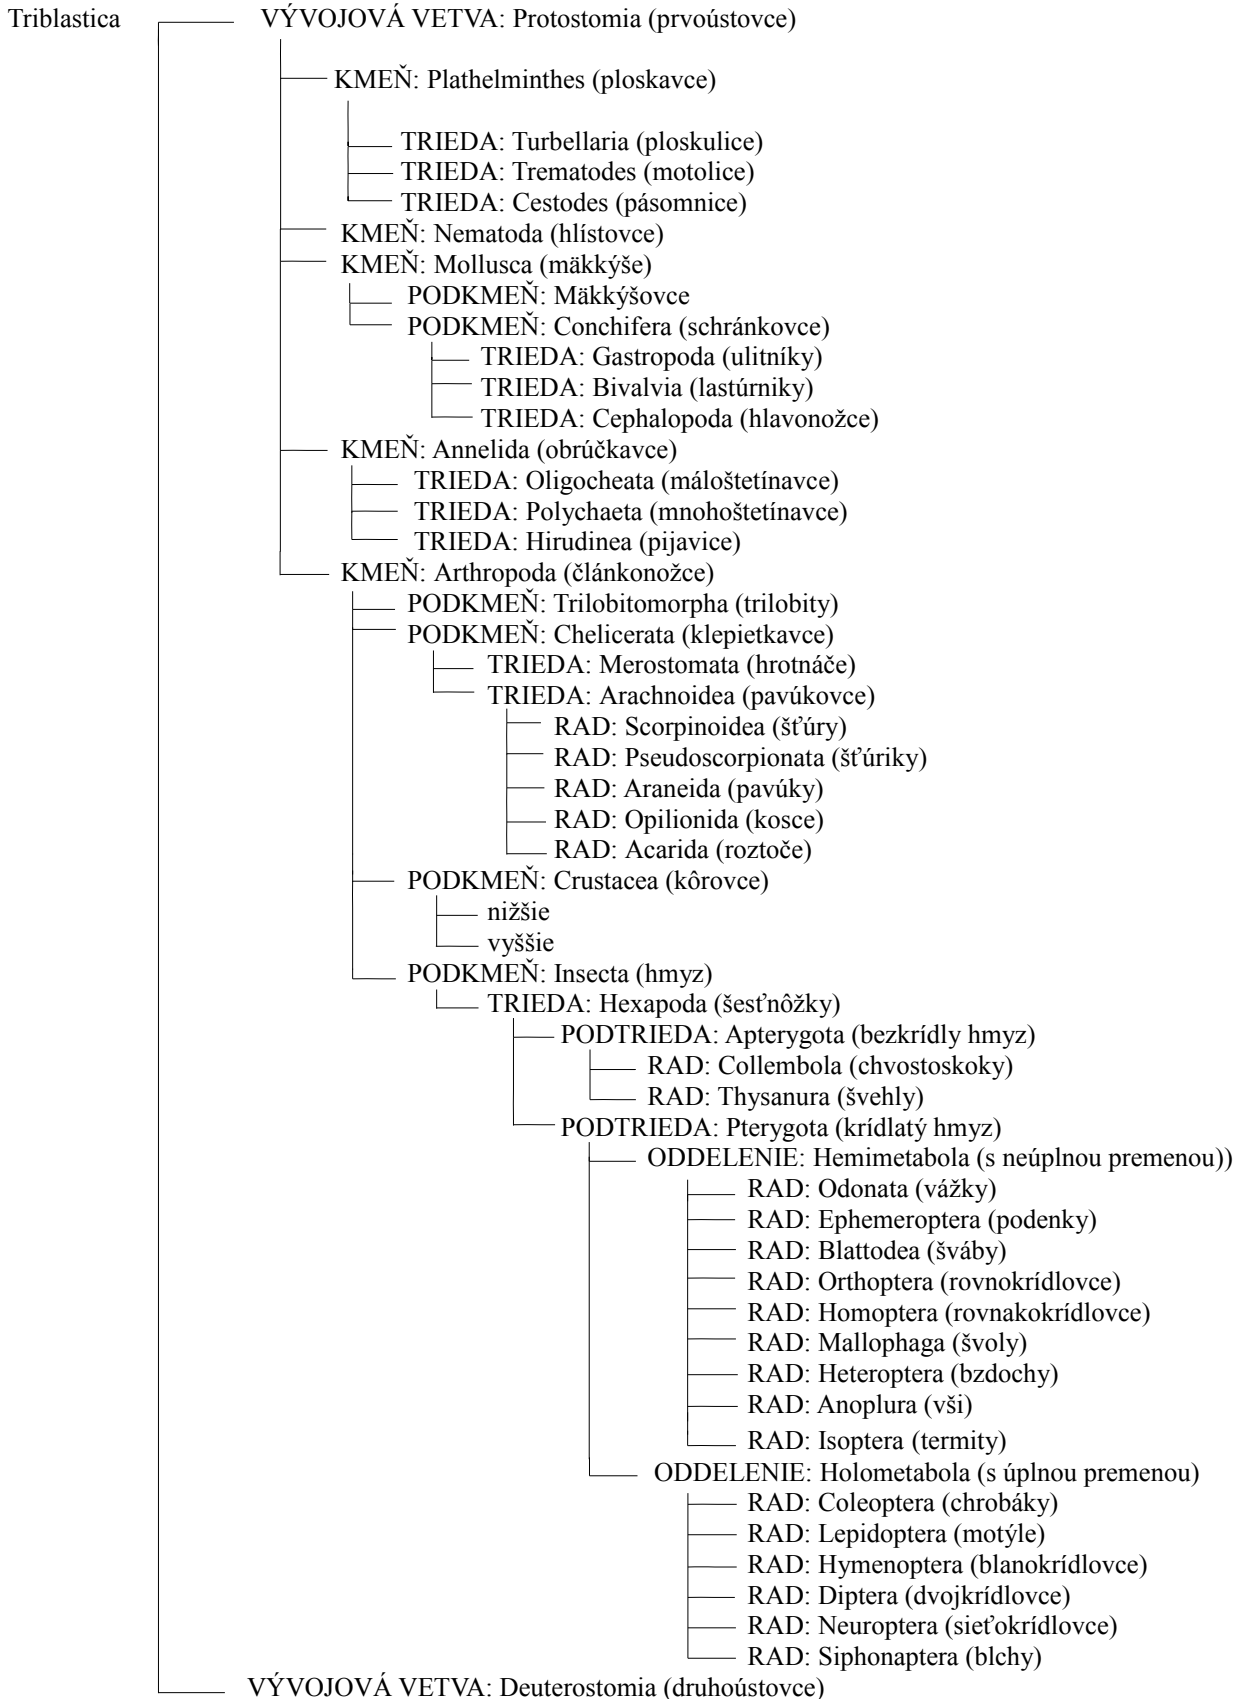 Triblastica VÝVOJOVÁ VETVA: Protostomia (prvoústovce)
KMEŇ: Plathelminthes (ploskavce)
TRIEDA: Turbellaria (ploskulice)
TRIEDA: Trematodes (motolice)
TRIEDA: Cestodes (pásomnice)
KMEŇ: Nematoda (hlístovce)
KMEŇ: Mollusca (mäkkýše)
PODKMEŇ: Mäkkýšovce
PODKMEŇ: Conchifera (schránkovce)
TRIEDA: Gastropoda (ulitníky)
TRIEDA: Bivalvia (lastúrniky)
TRIEDA: Cephalopoda (hlavonožce)
KMEŇ: Annelida (obrúčkavce)
TRIEDA: Oligocheata (máloštetínavce)
TRIEDA: Polychaeta (mnohoštetínavce)
TRIEDA: Hirudinea (pijavice)
KMEŇ: Arthropoda (článkonožce)
PODKMEŇ: Trilobitomorpha (trilobity)
PODKMEŇ: Chelicerata (klepietkavce)
TRIEDA: Merostomata (hrotnáče)
TRIEDA: Arachnoidea (pavúkovce)
RAD: Scorpinoidea (šťúry)
RAD: Pseudoscorpionata (šťúriky)
RAD: Araneida (pavúky)
RAD: Opilionida (kosce)
RAD: Acarida (roztoče)
PODKMEŇ: Crustacea (kôrovce)
nižšie
vyššie
PODKMEŇ: Insecta (hmyz)
TRIEDA: Hexapoda (šesťnôžky)
PODTRIEDA: Apterygota (bezkrídly hmyz)
RAD: Collembola (chvostoskoky)
RAD: Thysanura (švehly)
PODTRIEDA: Pterygota (krídlatý hmyz)
ODDELENIE: Hemimetabola (s neúplnou premenou))
RAD: Odonata (vážky)
RAD: Ephemeroptera (podenky)
RAD: Blattodea (šváby)
RAD: Orthoptera (rovnokrídlovce)
RAD: Homoptera (rovnakokrídlovce)
RAD: Mallophaga (švoly)
RAD: Heteroptera (bzdochy)
RAD: Anoplura (vši)
RAD: Isoptera (termity)
ODDELENIE: Holometabola (s úplnou premenou)
RAD: Coleoptera (chrobáky)
RAD: Lepidoptera (motýle)
RAD: Hymenoptera (blanokrídlovce)
RAD: Diptera (dvojkrídlovce)
RAD: Neuroptera (sieťokrídlovce)
RAD: Siphonaptera (blchy)
VÝVOJOVÁ VETVA: Deuterostomia (druhoústovce)